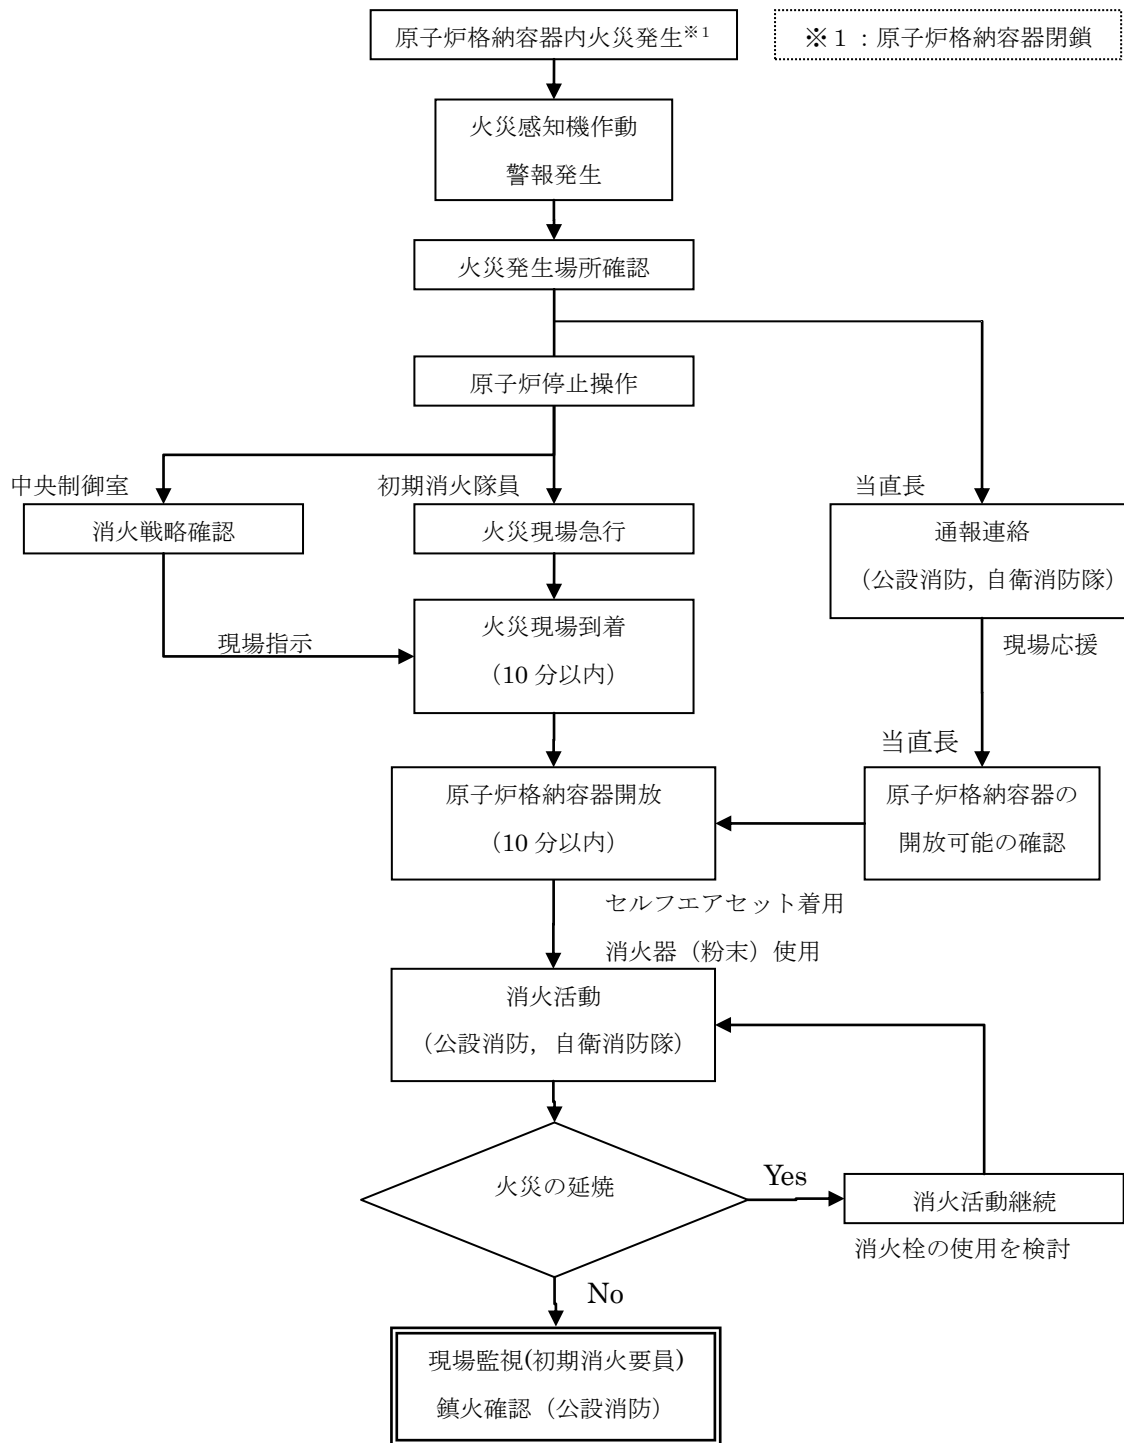 原子炉格納容器内火災発生※1
※1：原子炉格納容器閉鎖
火災感知機作動
警報発生
火災発生場所確認
原子炉停止操作
中央制御室
初期消火隊員
当直長
消火戦略確認
火災現場急行
通報連絡
（公設消防，自衛消防隊）
火災現場到着
（10 分以内）
現場指示
現場応援
当直長
原子炉格納容器開放
（10 分以内）
原子炉格納容器の
開放可能の確認
セルフエアセット着用
消火器（粉末）使用
消火活動
（公設消防，自衛消防隊）
火災の延焼
Yes
消火活動継続
消火栓の使用を検討
No
現場監視(初期消火要員)
鎮火確認（公設消防）